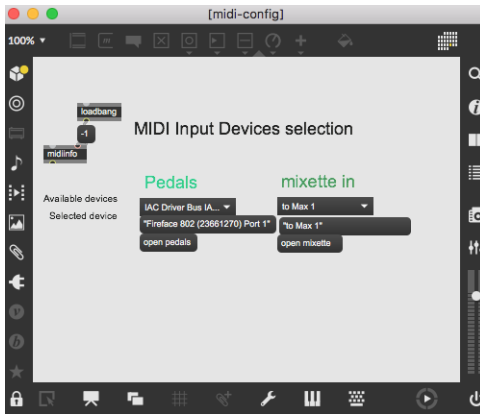 [midi-config]
100%
loadbang
-1
MIDI Input Devices selection
midiinfo
Pedals
mixette in
Available devices
IAC Driver Bus IA...
to Max 1
Selected device
"Fireface 802 (23661270) Port 1"
"to Max 1"
open pedals
open mixette